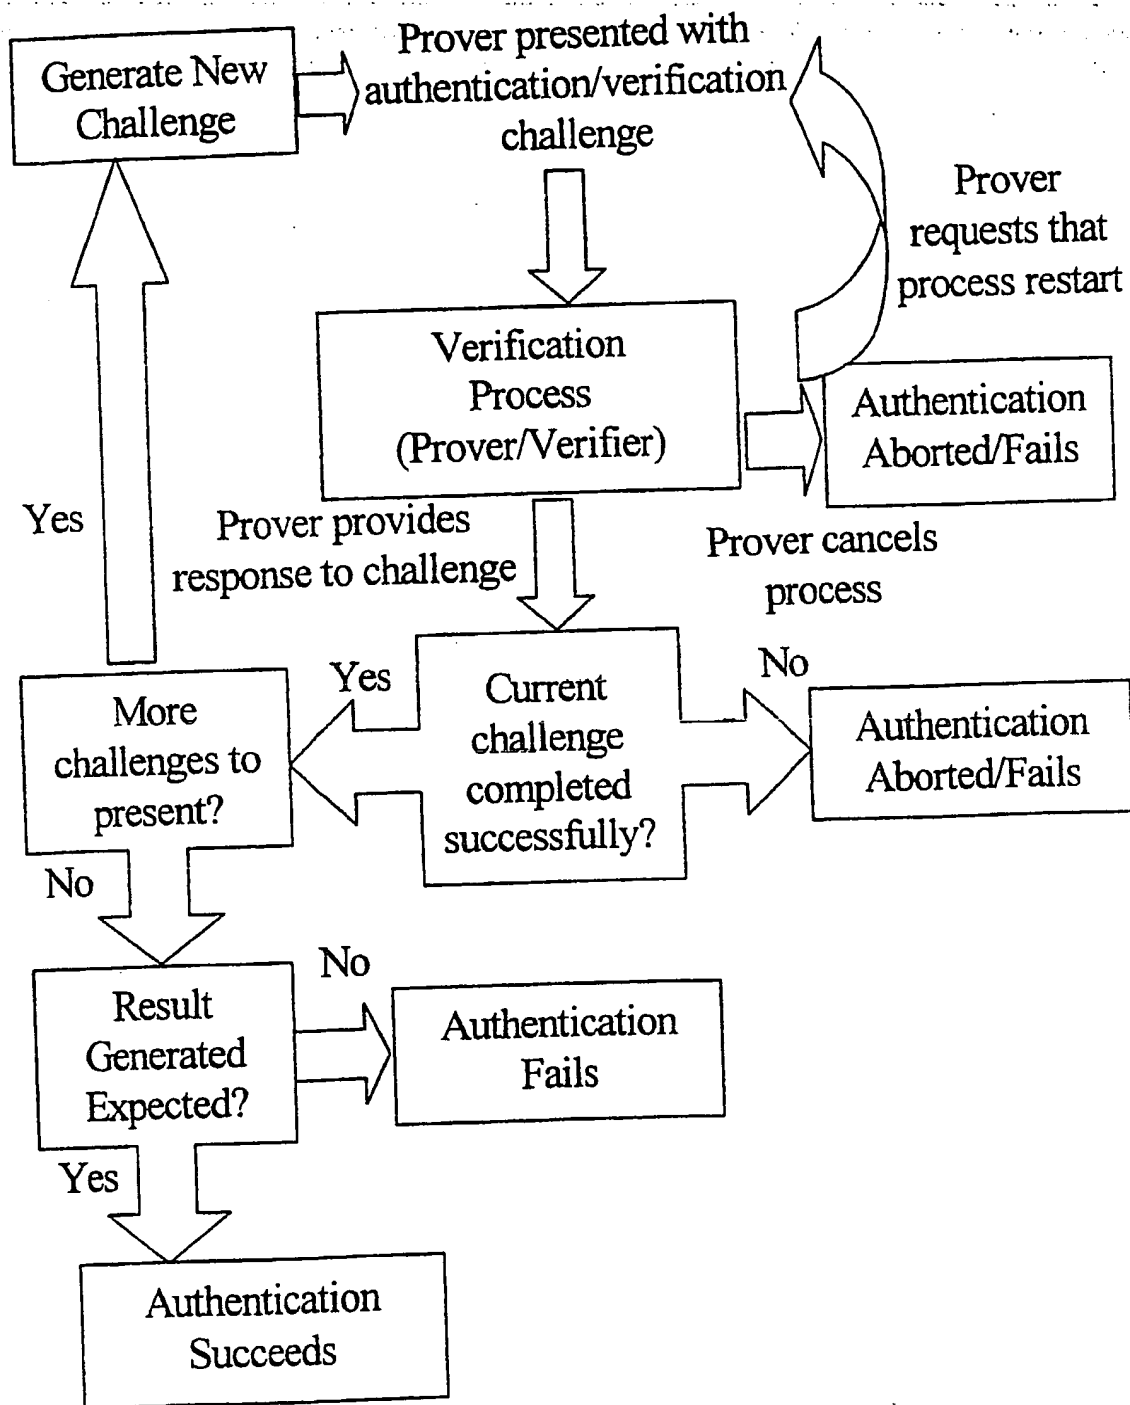 Generate New
Challenge
Prover presented with
authentication/verification
challenge
Prover
requests that
process restart
Verification
Process
(Prover/Verifier)
Authentication
Aborted/Fails
Yes
Prover provides
response to challenge
Prover cancels
process
More
challenges to
present?
Yes
Current
challenge
completed
successfully?
No
Authentication
Aborted/Fails
No
Result
Generated
Expected?
No
Authentication
Fails
Yes
Authentication
Succeeds